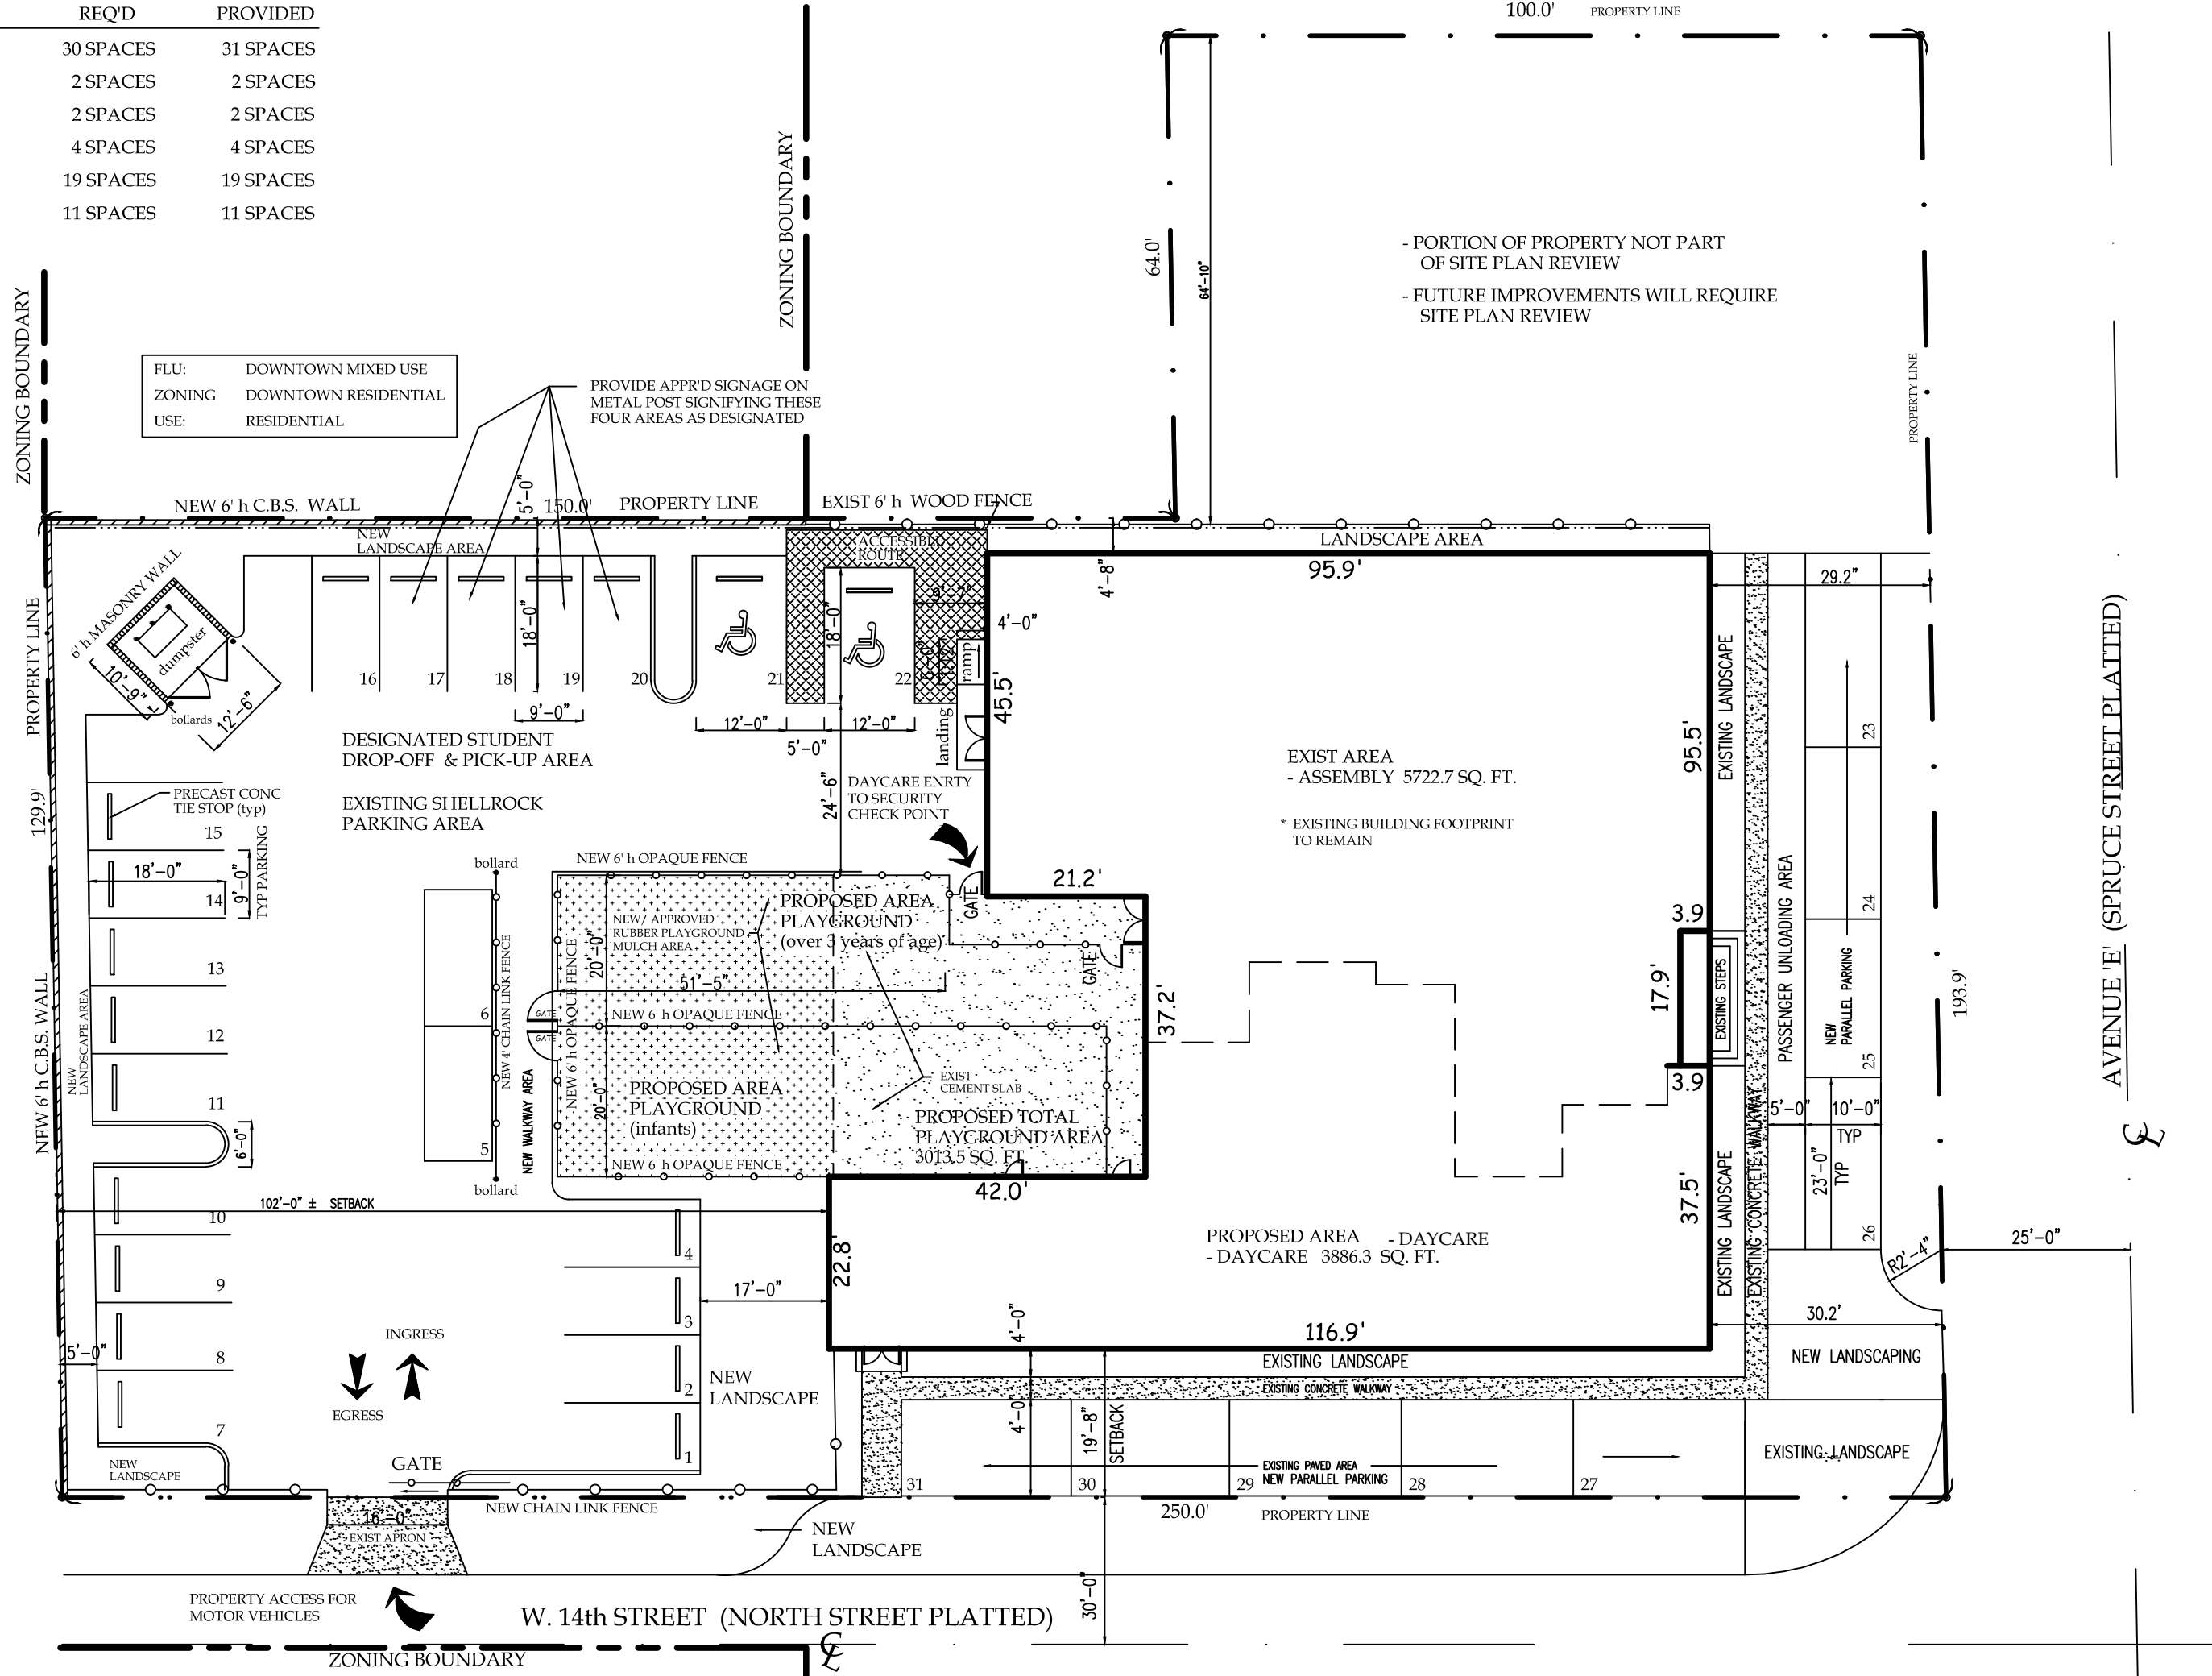 REQ'D PROVIDED
30 SPACES 31 SPACES
2 SPACES 2 SPACES
2 SPACES 2 SPACES
4 SPACES 4 SPACES
19 SPACES 19 SPACES
11 SPACES 11 SPACES
100.0' PROPERTY LINE
ZONING BOUNDARY
ZONING BOUNDARY
64.0'
64'-10"
PROPERTY LINE
- PORTION OF PROPERTY NOT PART
OF SITE PLAN REVIEW
- FUTURE IMPROVEMENTS WILL REQUIRE
SITE PLAN REVIEW
FLU: DOWNTOWN MIXED USE
ZONING DOWNTOWN RESIDENTIAL
USE: RESIDENTIAL
PROVIDE APPR'D SIGNAGE ON
METAL POST SIGNIFYING THESE
FOUR AREAS AS DESIGNATED
NEW 6' h C.B.S. WALL
5'-0"
150.0'
PROPERTY LINE
EXIST 6' h WOOD FENCE
NEW
LANDSCAPE AREA
ACCESSIBLE
ROUTE
LANDSCAPE AREA
4'-8"
95.9'
29.2"
6' h MASONRY WALL
dumpster
10'-9"
12'-6"
bollards
PROPERTY LINE
129.9'
NEW 6' h C.B.S. WALL
16
17
18
19
20
21
22
18'-0"
18'-0"
9'-0"
12'-0"
12'-0"
5'-0"
9'-7"
4'-0"
ramp
landing
45.5'
DESIGNATED STUDENT
DROP-OFF & PICK-UP AREA
EXISTING SHELLROCK
PARKING AREA
24'-6"
DAYCARE ENRTY
TO SECURITY
CHECK POINT
EXIST AREA
- ASSEMBLY 5722.7 SQ. FT.
* EXISTING BUILDING FOOTPRINT
TO REMAIN
95.5'
EXISTING LANDSCAPE
23
24
25
26
PASSENGER UNLOADING AREA
NEW
PARALLEL PARKING
AVENUE 'E' (SPRUCE STREET PLATTED)
193.9'
PRECAST CONC
TIE STOP (typ)
15
14
13
12
11
18'-0"
9'-0"
TYP PARKING
6'-0"
NEW
LANDSCAPE AREA
bollard
6
5
bollard
NEW 4' CHAIN LINK FENCE
NEW WALKWAY AREA
NEW 6' h OPAQUE FENCE
NEW 6' h OPAQUE FENCE
GATE
GATE
NEW/ APPROVED
RUBBER PLAYGROUND
MULCH AREA
20'-0"
PROPOSED AREA
PLAYGROUND
(over 3 years of age)
51'-5"
NEW 6' h OPAQUE FENCE
GATE
GATE
21.2'
37.2'
PROPOSED AREA
PLAYGROUND
(infants)
20'-0"
EXIST
CEMENT SLAB
PROPOSED TOTAL
PLAYGROUND AREA
3013.5 SQ. FT.
NEW 6' h OPAQUE FENCE
3.9
17.9'
EXISTING STEPS
3.9
5'-0"
10'-0"
TYP
23'-0"
TYP
37.5'
EXISTING LANDSCAPE
EXISTING CONCRETE WALKWAY
42.0'
102'-0" ± SETBACK
22.8'
PROPOSED AREA - DAYCARE
- DAYCARE 3886.3 SQ. FT.
R2'-4"
25'-0"
30.2'
10
9
8
7
5'-0"
4
3
2
1
17'-0"
INGRESS
EGRESS
NEW
LANDSCAPE
4'-0"
116.9'
EXISTING LANDSCAPE
EXISTING CONCRETE WALKWAY
NEW LANDSCAPING
4'-0"
19'-8"
SETBACK
EXISTING LANDSCAPE
NEW
LANDSCAPE
GATE
NEW CHAIN LINK FENCE
31
30
29
28
27
EXISTING PAVED AREA
NEW PARALLEL PARKING
16'-0"
EXIST APRON
250.0'
PROPERTY LINE
NEW
LANDSCAPE
30'-0"
PROPERTY ACCESS FOR
MOTOR VEHICLES
W. 14th STREET (NORTH STREET PLATTED)
ZONING BOUNDARY